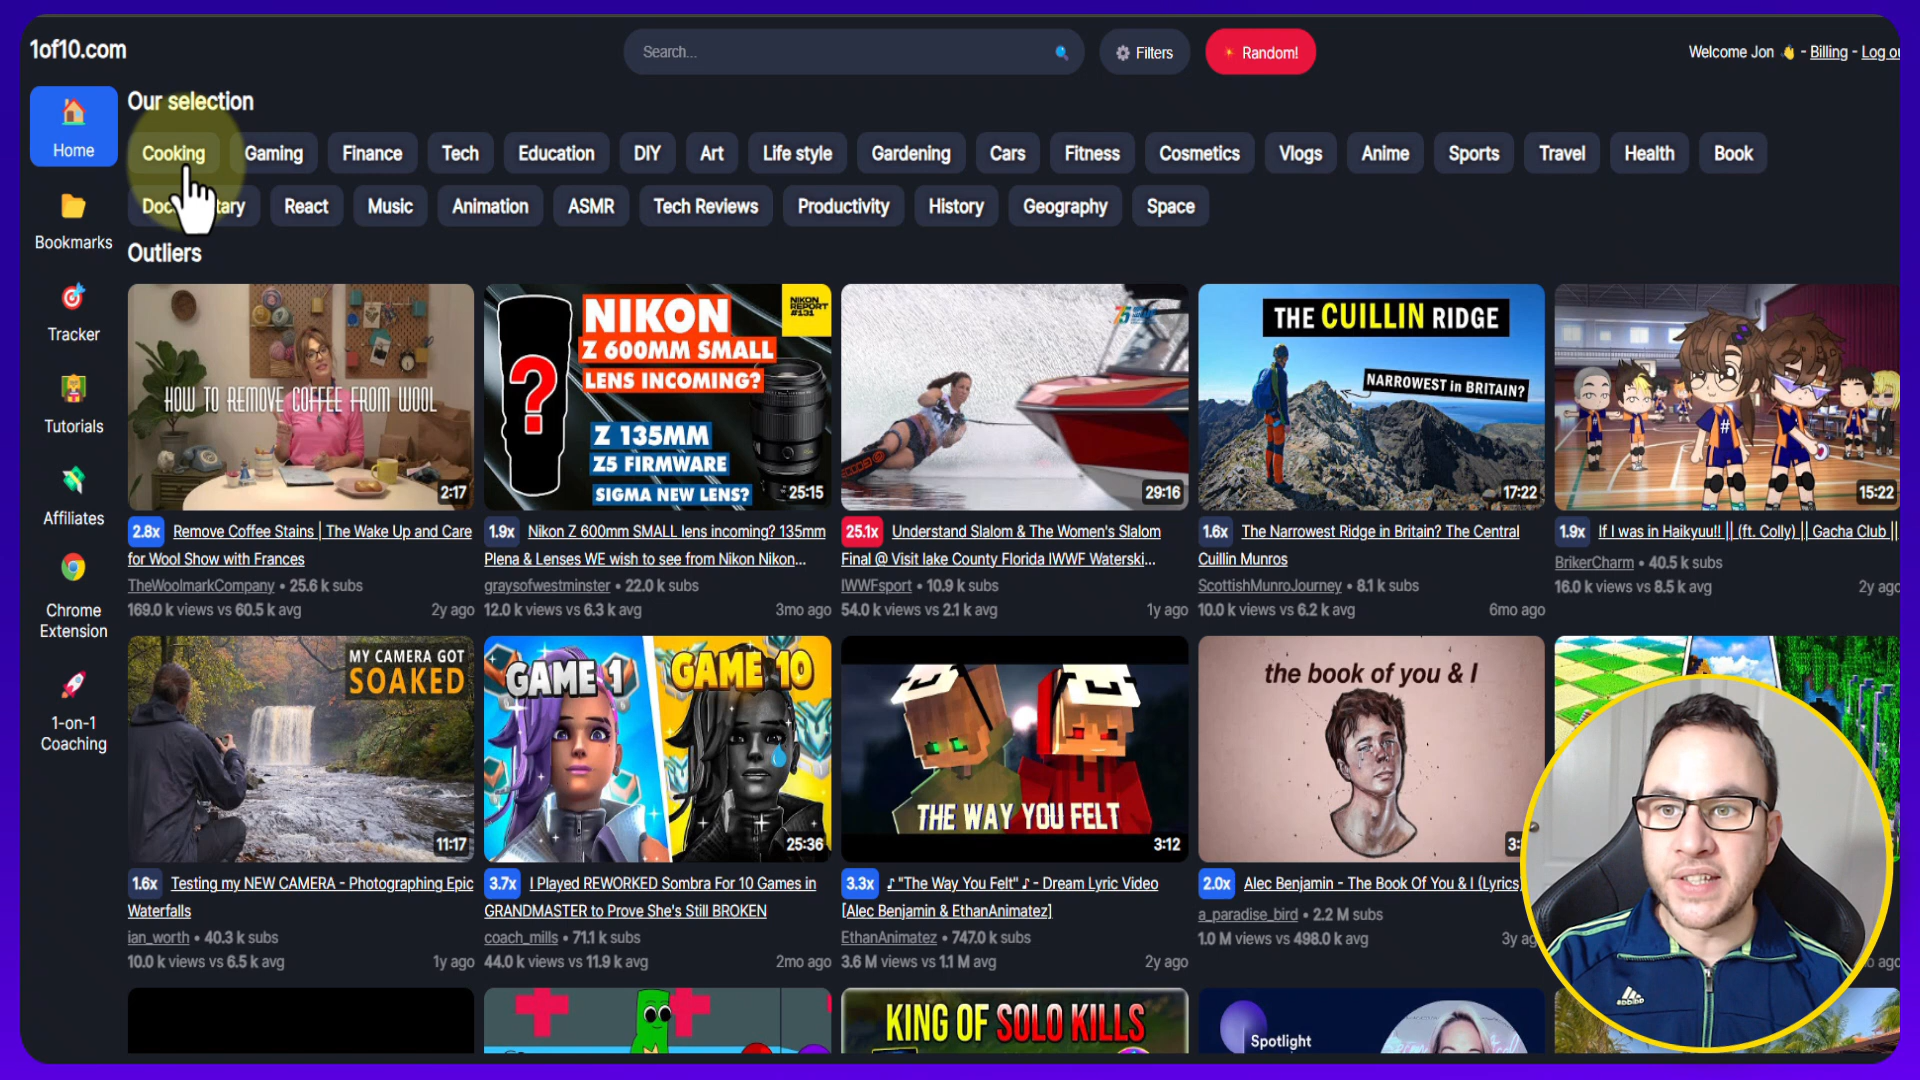 1of10.com
Search...
Filters
Random!
Welcome Jon 👋 - Billing - Log ou
Our selection
Home
Cooking
Gaming
Finance
Tech
Education
DIY
Art
Life style
Gardening
Cars
Fitness
Cosmetics
Vlogs
Anime
Sports
Travel
Health
Book
React
Music
Animation
ASMR
Tech Reviews
Productivity
History
Geography
Space
Bookmarks
Tracker
Tutorials
Affiliates
Chrome
Extension
1-on-1
Coaching
Outliers
HOW TO REMOVE COFFEE FROM WOOL
2:17
2.8x Remove Coffee Stains | The Wake Up and Care
for Wool Show with Frances
TheWoolmarkCompany • 25.6 k subs
169.0 k views vs 60.5 k avg 2y ago
NIKON
Z 600MM SMALL
LENS INCOMING?
NIKON
REPORT
#131
?
Z 135MM
Z5 FIRMWARE
SIGMA NEW LENS?
25:15
1.9x Nikon Z 600mm SMALL lens incoming? 135mm
Plena & Lenses WE wish to see from Nikon Nikon...
graysofwestminster • 22.0 k subs
12.0 k views vs 6.3 k avg 3mo ago
75
29:16
25.1x Understand Slalom & The Women's Slalom
Final @ Visit lake County Florida IWWF Waterski...
IWWFsport • 10.9 k subs
54.0 k views vs 2.1 k avg 1y ago
THE CUILLIN RIDGE
NARROWEST in BRITAIN?
17:22
1.6x The Narrowest Ridge in Britain? The Central
Cuillin Munros
ScottishMunroJourney • 8.1 k subs
10.0 k views vs 6.2 k avg 6mo ago
#
15:22
1.9x If I was in Haikyuu!! || (ft. Colly) || Gacha Club ||
BrikerCharm • 40.5 k subs
16.0 k views vs 8.5 k avg 2y ago
MY CAMERA GOT
SOAKED
11:17
1.6x Testing my NEW CAMERA - Photographing Epic
Waterfalls
ian_worth • 40.3 k subs
10.0 k views vs 6.5 k avg 1y ago
GAME 1
GAME 10
25:36
3.7x I Played REWORKED Sombra For 10 Games in
GRANDMASTER to Prove She's Still BROKEN
coach_mills • 71.1 k subs
44.0 k views vs 11.9 k avg 2mo ago
THE WAY YOU FELT
3:12
3.3x ♪ "The Way You Felt" ♪ - Dream Lyric Video
[Alec Benjamin & EthanAnimatez]
EthanAnimatez • 747.0 k subs
3.6 M views vs 1.1 M avg 2y ago
the book of you & I
3:
2.0x Alec Benjamin - The Book Of You & I (Lyrics)
a_paradise_bird • 2.2 M subs
1.0 M views vs 498.0 k avg 3y ag
ago
KING OF SOLO KILLS
Spotlight
adidas